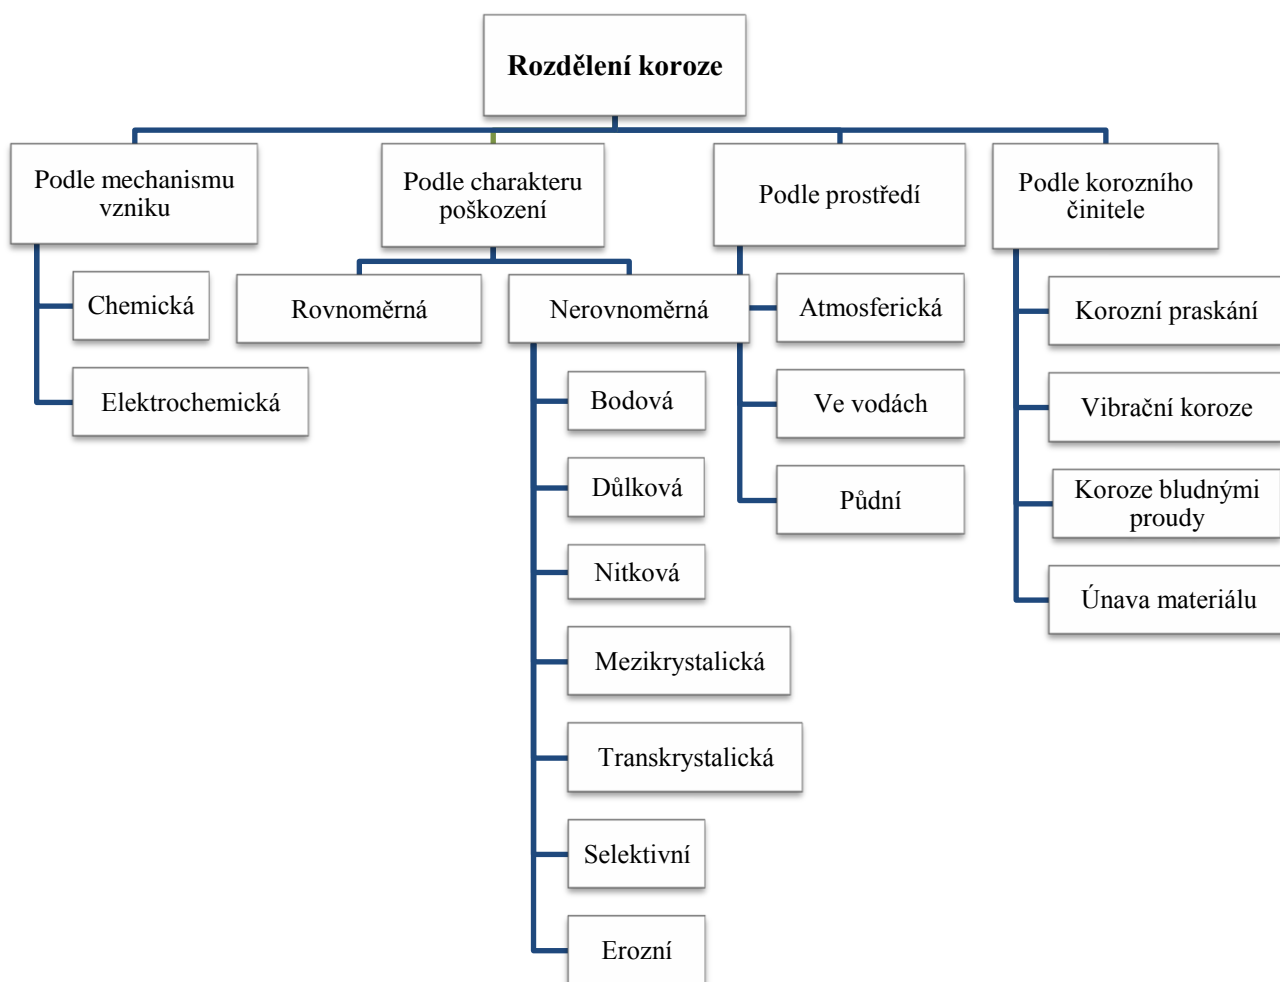 Rozdělení koroze
Podle mechanismu
vzniku
Chemická
Elektrochemická
Podle charakteru
poškození
Rovnoměrná
Nerovnoměrná
Bodová
Důlková
Nitková
Mezikrystalická
Transkrystalická
Selektivní
Erozní
Podle prostředí
Atmosferická
Ve vodách
Půdní
Podle korozního
činitele
Korozní praskání
Vibrační koroze
Koroze bludnými
proudy
Únava materiálu